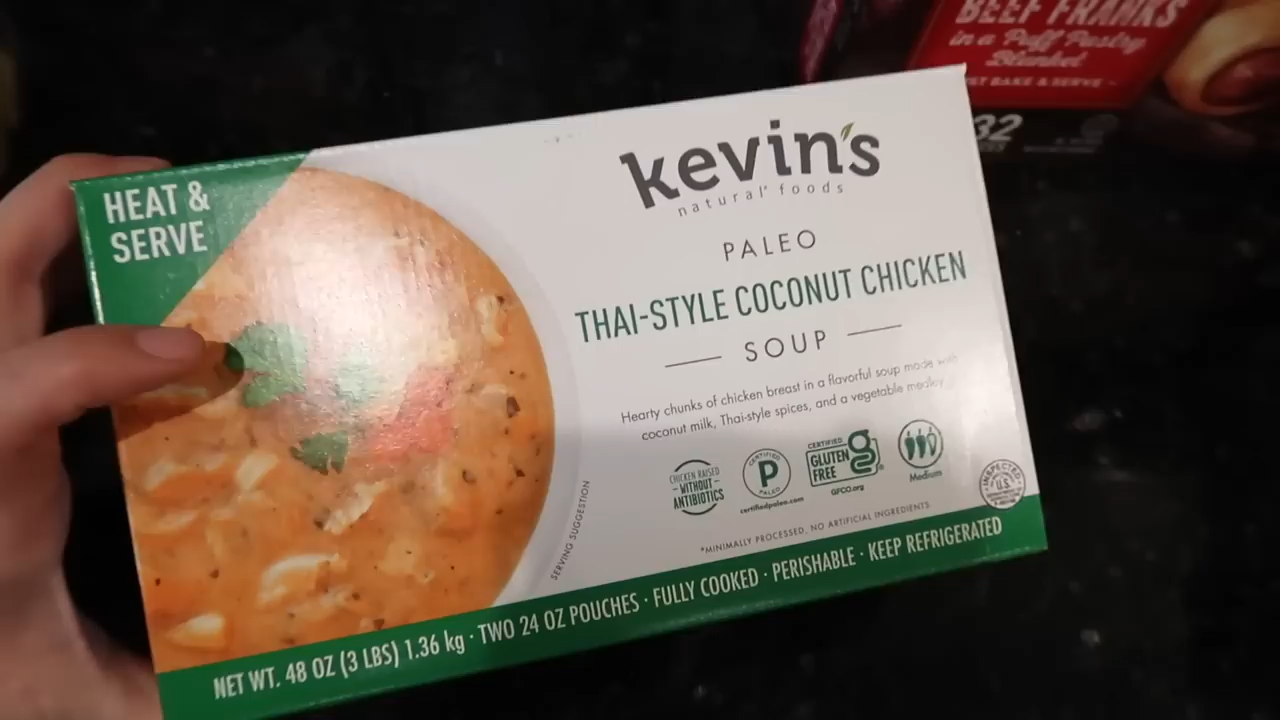 BEEF FRANKS
in a Puff Pastry
Blanket
BAKE & SERVE
32
HEAT &
SERVE
kevin's
natural* foods
PALEO
THAI-STYLE COCONUT CHICKEN
SOUP
Hearty chunks of chicken breast in a flavorful soup made with
coconut milk, Thai-style spices, and a vegetable medley.
CHICKEN RAISED
WITHOUT
ANTIBIOTICS
CERTIFIED
P
PALEO
certifiedpaleo.com
CERTIFIED
GLUTEN
FREE
g
GFCO.org
Medium
INSPECTED
U.S.
SERVING SUGGESTION
*MINIMALLY PROCESSED, NO ARTIFICIAL INGREDIENTS
NET WT. 48 OZ (3 LBS) 1.36 kg · TWO 24 OZ POUCHES · FULLY COOKED · PERISHABLE · KEEP REFRIGERATED